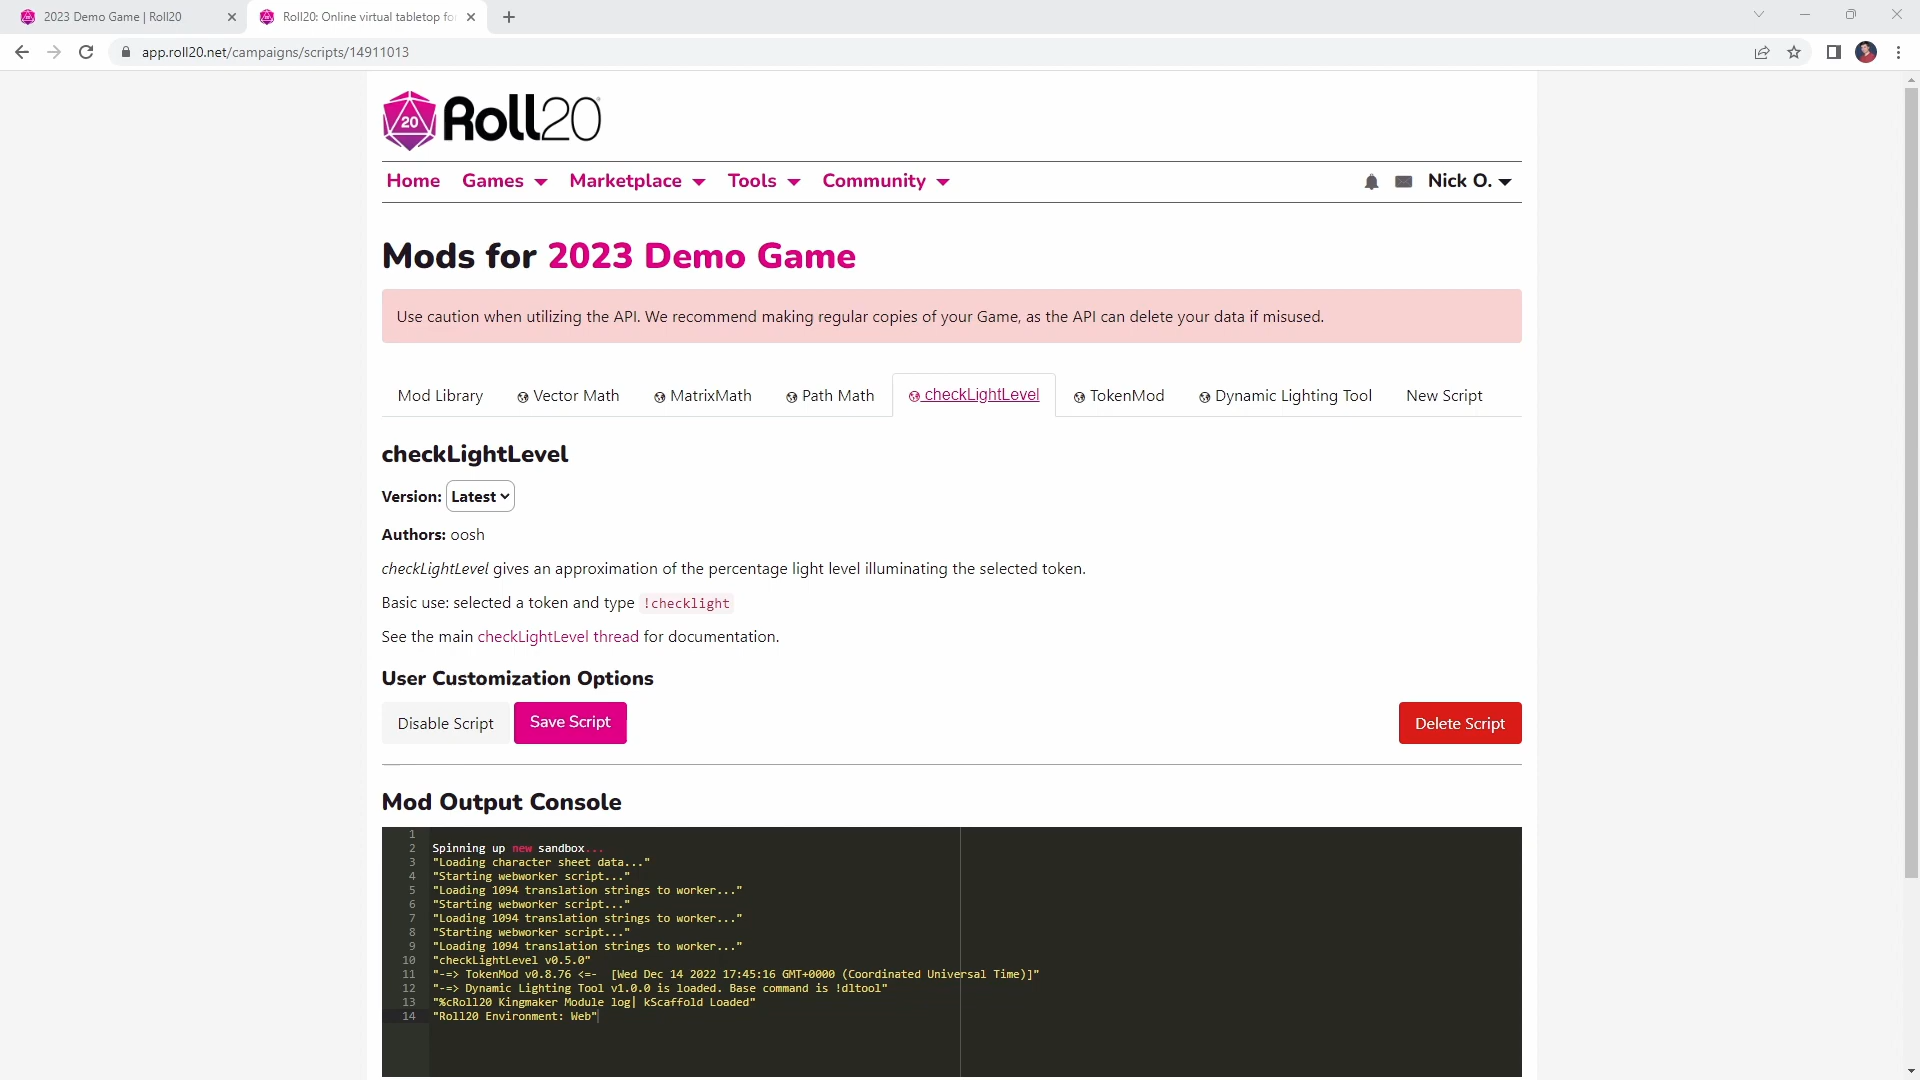 2023 Demo Game | Roll20
Roll20: Online virtual tabletop fo
app.roll20.net/campaigns/scripts/14911013
20 Roll20
Home Games Marketplace Tools Community Nick O.
Mods for 2023 Demo Game
Use caution when utilizing the API. We recommend making regular copies of your Game, as the API can delete your data if misused.
Mod Library Vector Math MatrixMath Path Math checkLightLevel TokenMod Dynamic Lighting Tool New Script
checkLightLevel
Version: Latest
Authors: oosh
checkLightLevel gives an approximation of the percentage light level illuminating the selected token.
Basic use: selected a token and type !checklight
See the main checkLightLevel thread for documentation.
User Customization Options
Disable Script Save Script Delete Script
Mod Output Console
1
2 Spinning up new sandbox...
3 "Loading character sheet data..."
4 "Starting webworker script..."
5 "Loading 1094 translation strings to worker..."
6 "Starting webworker script..."
7 "Loading 1094 translation strings to worker..."
8 "Starting webworker script..."
9 "Loading 1094 translation strings to worker..."
10 "checkLightLevel v0.5.0"
11 "-=> TokenMod v0.8.76 <=-  [Wed Dec 14 2022 17:45:16 GMT+0000 (Coordinated Universal Time)]"
12 "-=> Dynamic Lighting Tool v1.0.0 is loaded. Base command is !dltool"
13 "%cRoll20 Kingmaker Module log| kScaffold Loaded"
14 "Roll20 Environment: Web"